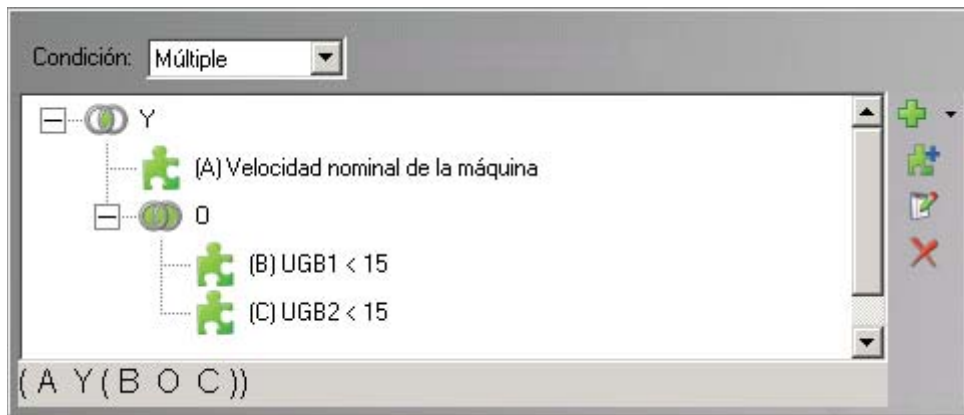 Condición: Múltiple
Y
(A) Velocidad nominal de la máquina
O
(B) UGB1 < 15
(C) UGB2 < 15
( A Y ( B O C ))